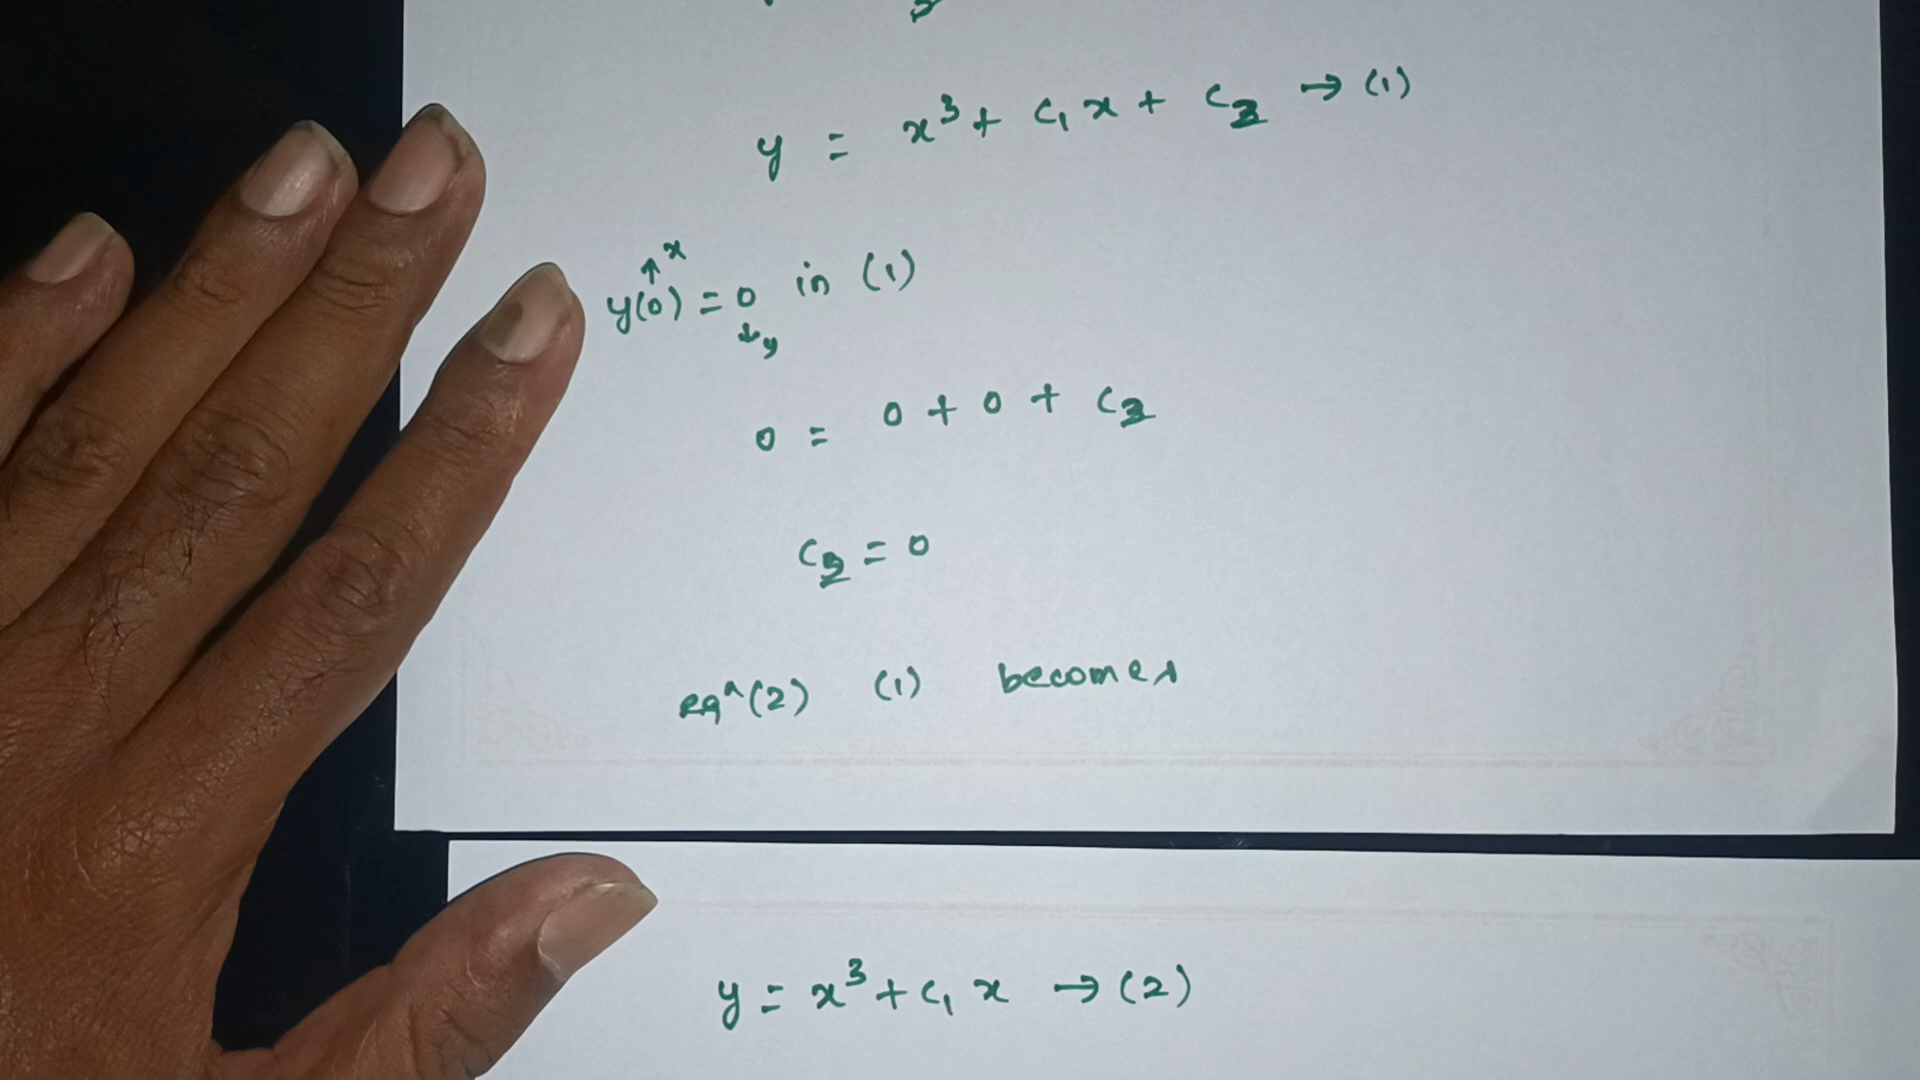 y = x³ + c₁x + c₂ → (1)
↑ x
y(0) = 0 in (1)
↓ y
0 = 0 + 0 + c₂
c₂ = 0
eqⁿ(2) (1) becomes
y = x³ + c₁ x → (2)